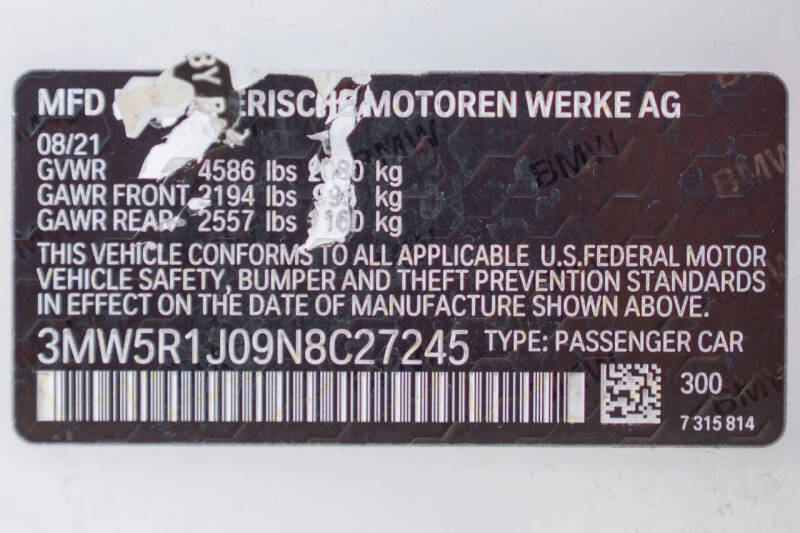 MFD BY BAYERISCHE MOTOREN WERKE AG
08/21
GVWR 4586 lbs 2080 kg
GAWR FRONT 2194 lbs 995 kg
GAWR REAR 2557 lbs 1160 kg
THIS VEHICLE CONFORMS TO ALL APPLICABLE U.S.FEDERAL MOTOR
VEHICLE SAFETY, BUMPER AND THEFT PREVENTION STANDARDS
IN EFFECT ON THE DATE OF MANUFACTURE SHOWN ABOVE.
3MW5R1J09N8C27245 TYPE: PASSENGER CAR
300
7 315 814